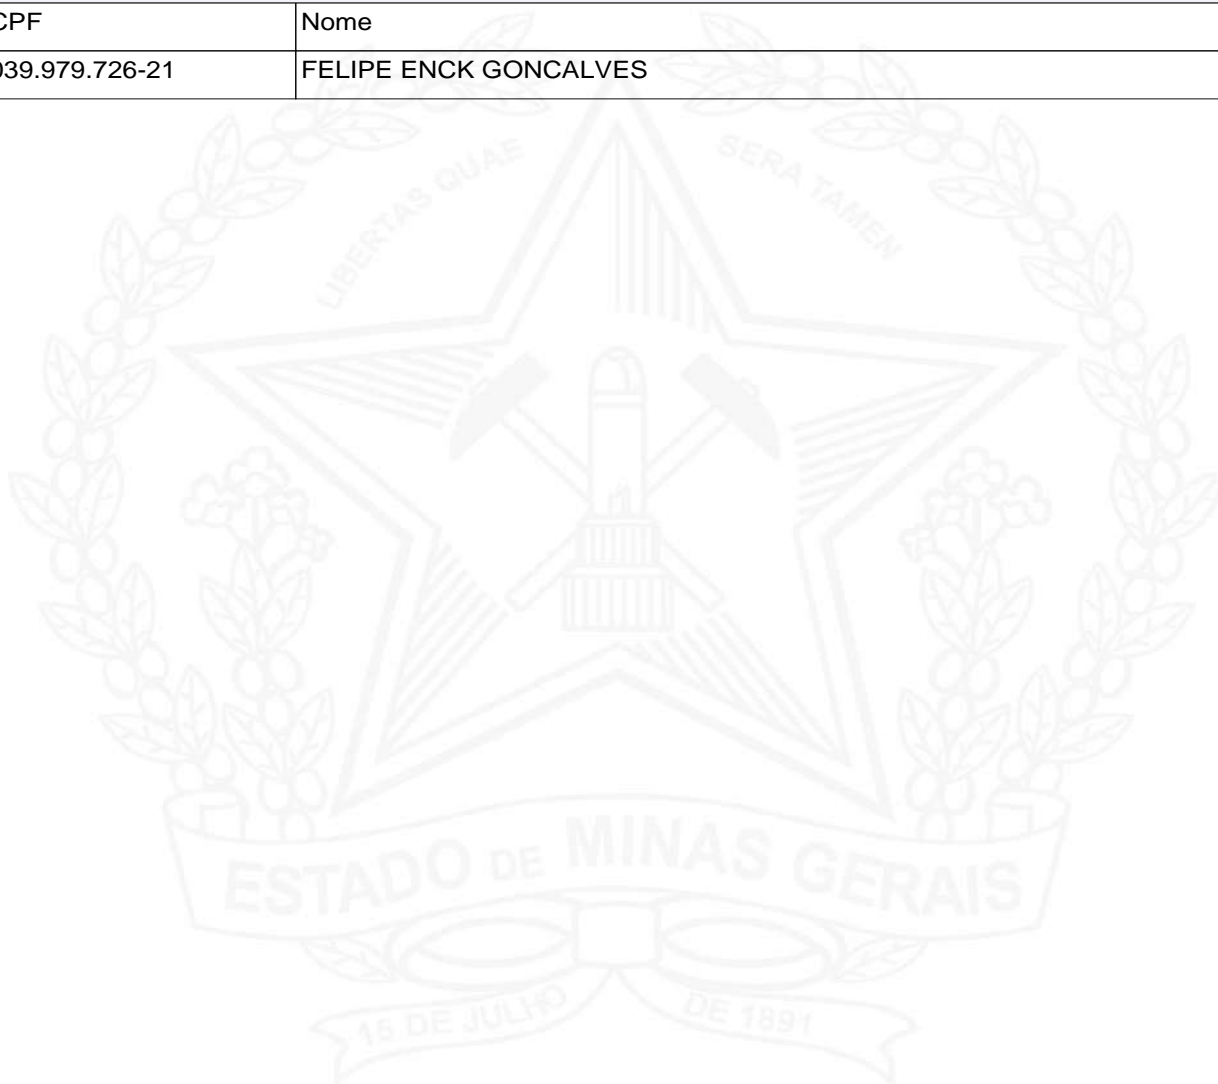 CPF Nome
039.979.726-21 FELIPE ENCK GONCALVES
LIBERTAS QUAE SERA TAMEN
ESTADO DE MINAS GERAIS
15 DE JULHO DE 1891